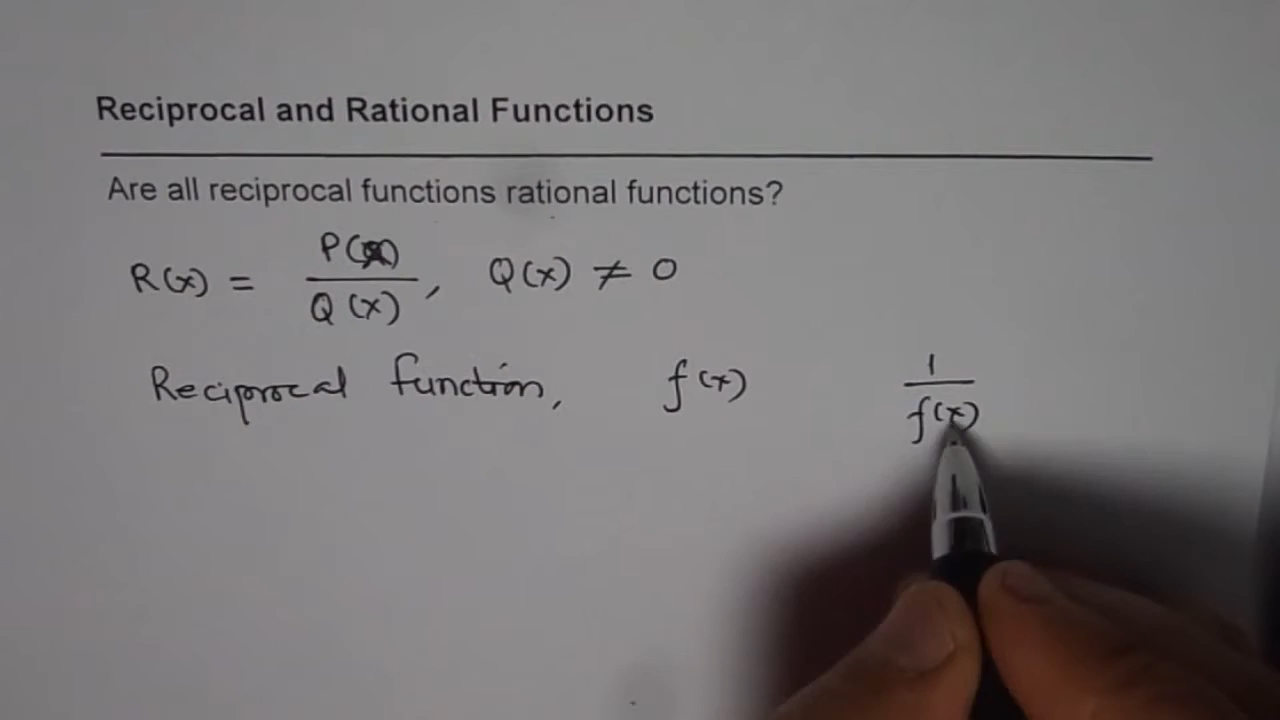 Reciprocal and Rational Functions
Are all reciprocal functions rational functions?
R(x) = P(x)/Q(x), Q(x) ≠ 0
Reciprocal function, f(x) 1/f(x)